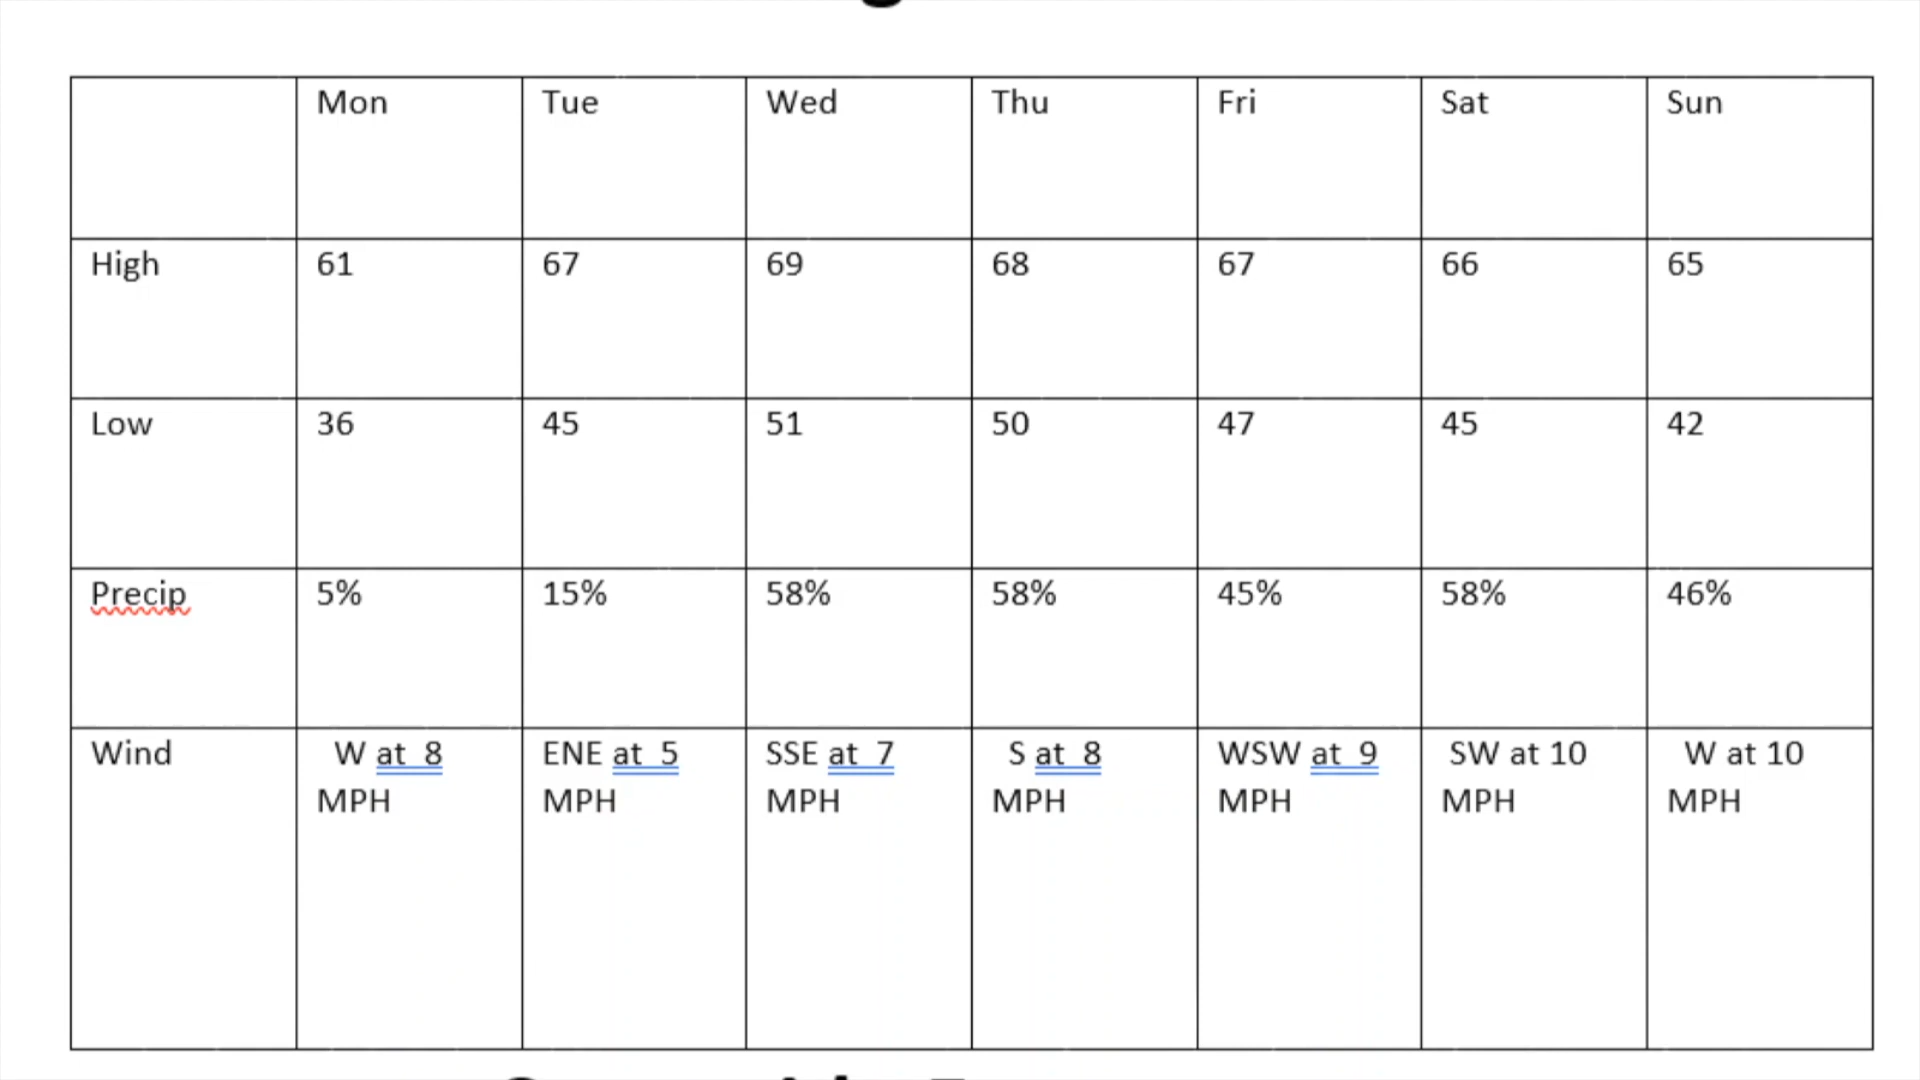 Mon Tue Wed Thu Fri Sat Sun
High 61 67 69 68 67 66 65
Low 36 45 51 50 47 45 42
Precip 5% 15% 58% 58% 45% 58% 46%
Wind W at 8 ENE at 5 SSE at 7 S at 8 WSW at 9 SW at 10 W at 10
MPH MPH MPH MPH MPH MPH MPH